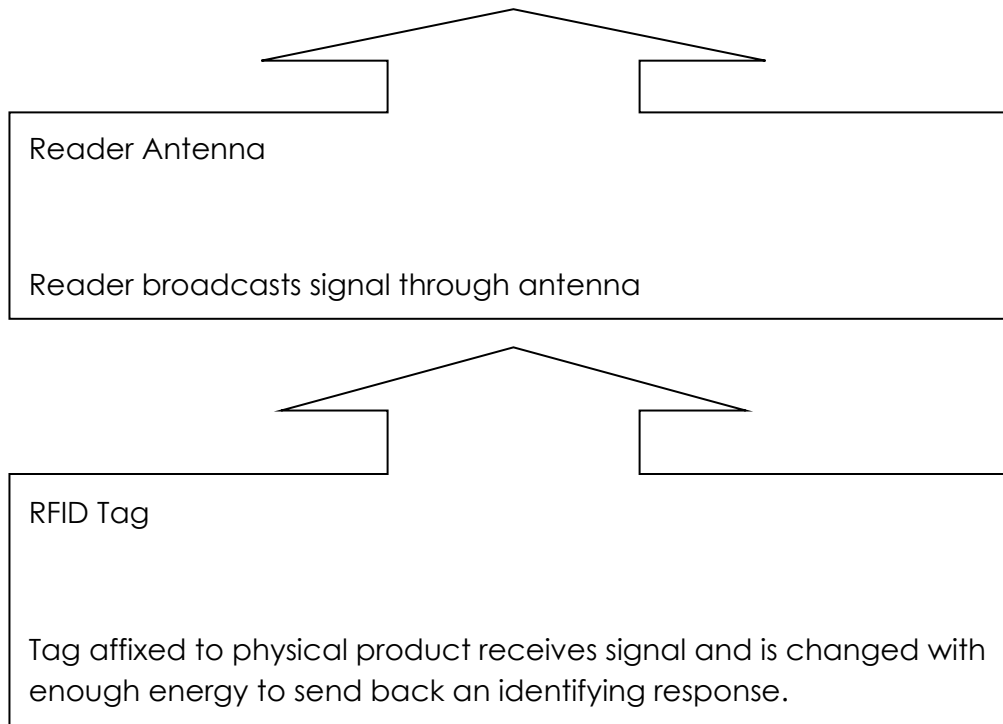 Reader Antenna
Reader broadcasts signal through antenna
RFID Tag
Tag affixed to physical product receives signal and is changed with
enough energy to send back an identifying response.